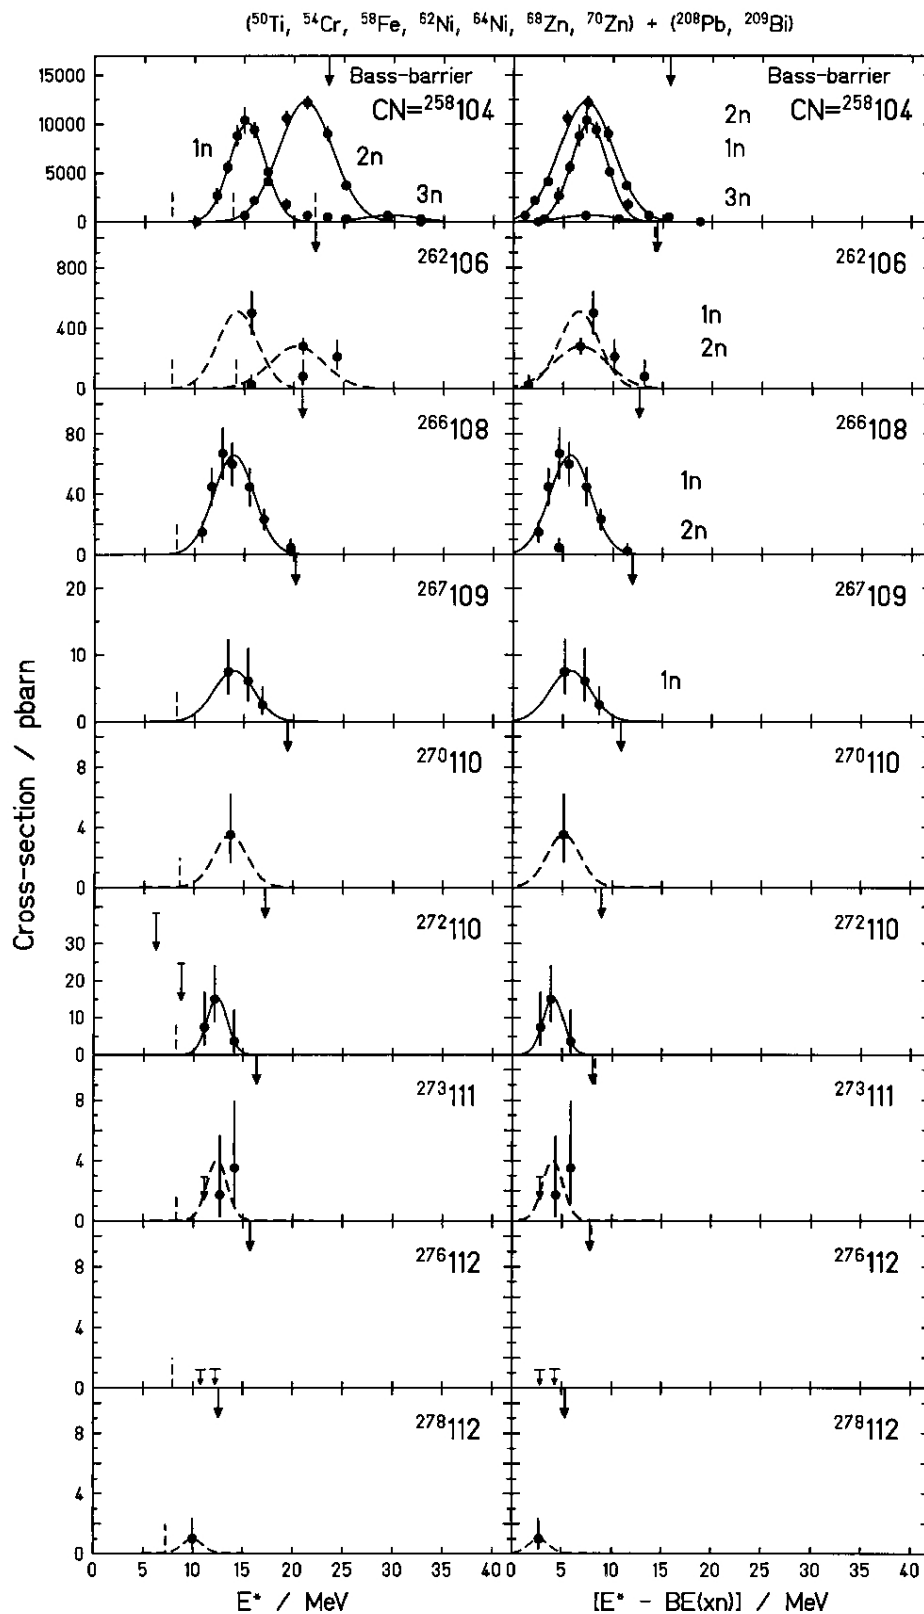 (⁵⁰Ti, ⁵⁴Cr, ⁵⁸Fe, ⁶²Ni, ⁶⁴Ni, ⁶⁸Zn, ⁷⁰Zn) + (²⁰⁸Pb, ²⁰⁹Bi)
Cross-section / pbarn
15000
10000
5000
0
Bass-barrier
CN=²⁵⁸104
1n
2n
3n
Bass-barrier
CN=²⁵⁸104
2n
1n
3n
800
400
0
²⁶²106
²⁶²106
1n
2n
80
60
40
20
0
²⁶⁶108
²⁶⁶108
1n
2n
20
10
0
²⁶⁷109
²⁶⁷109
1n
8
4
0
²⁷⁰110
²⁷⁰110
30
20
10
0
²⁷²110
²⁷²110
8
4
0
²⁷³111
²⁷³111
8
4
0
²⁷⁶112
²⁷⁶112
8
4
0
²⁷⁸112
²⁷⁸112
0 5 10 15 20 25 30 35 40
0 5 10 15 20 25 30 35 40
E* / MeV
[E* - BE(xn)] / MeV